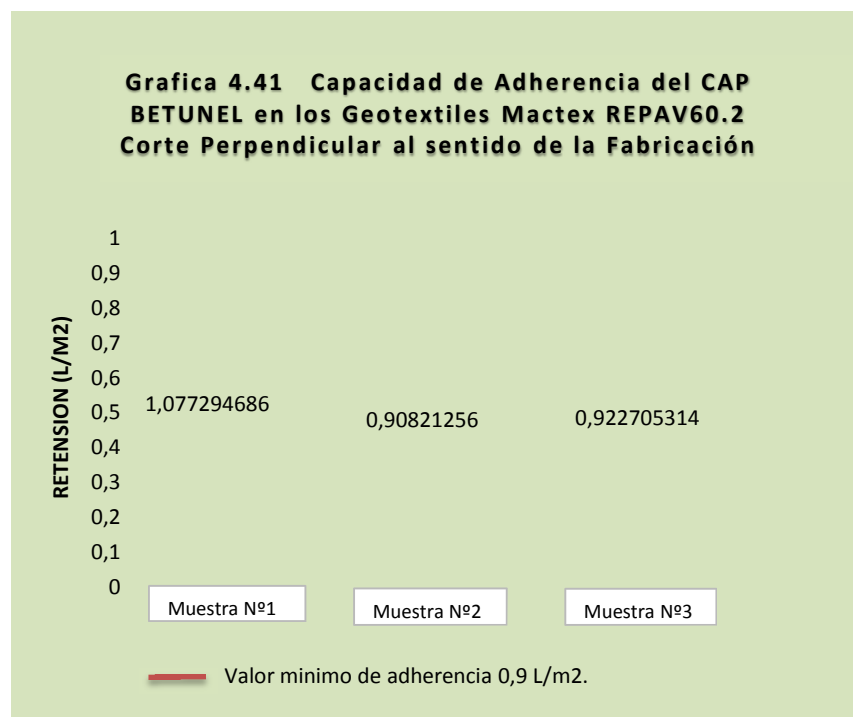 Grafica 4.41 Capacidad de Adherencia del CAP
BETUNEL en los Geotextiles Mactex REPAV60.2
Corte Perpendicular al sentido de la Fabricación
RETENSION (L/M2)
1
0,9
0,8
0,7
0,6
0,5
0,4
0,3
0,2
0,1
0
1,077294686
0,90821256
0,922705314
Muestra Nº1
Muestra Nº2
Muestra Nº3
Valor minimo de adherencia 0,9 L/m2.